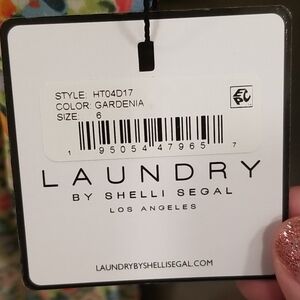 STYLE: HT04D17
COLOR: GARDENIA
SIZE: 6
1 95054 47965 7
LAUNDRY
BY SHELLI SEGAL
LOS ANGELES
LAUNDRYBYSHELLISEGAL.COM